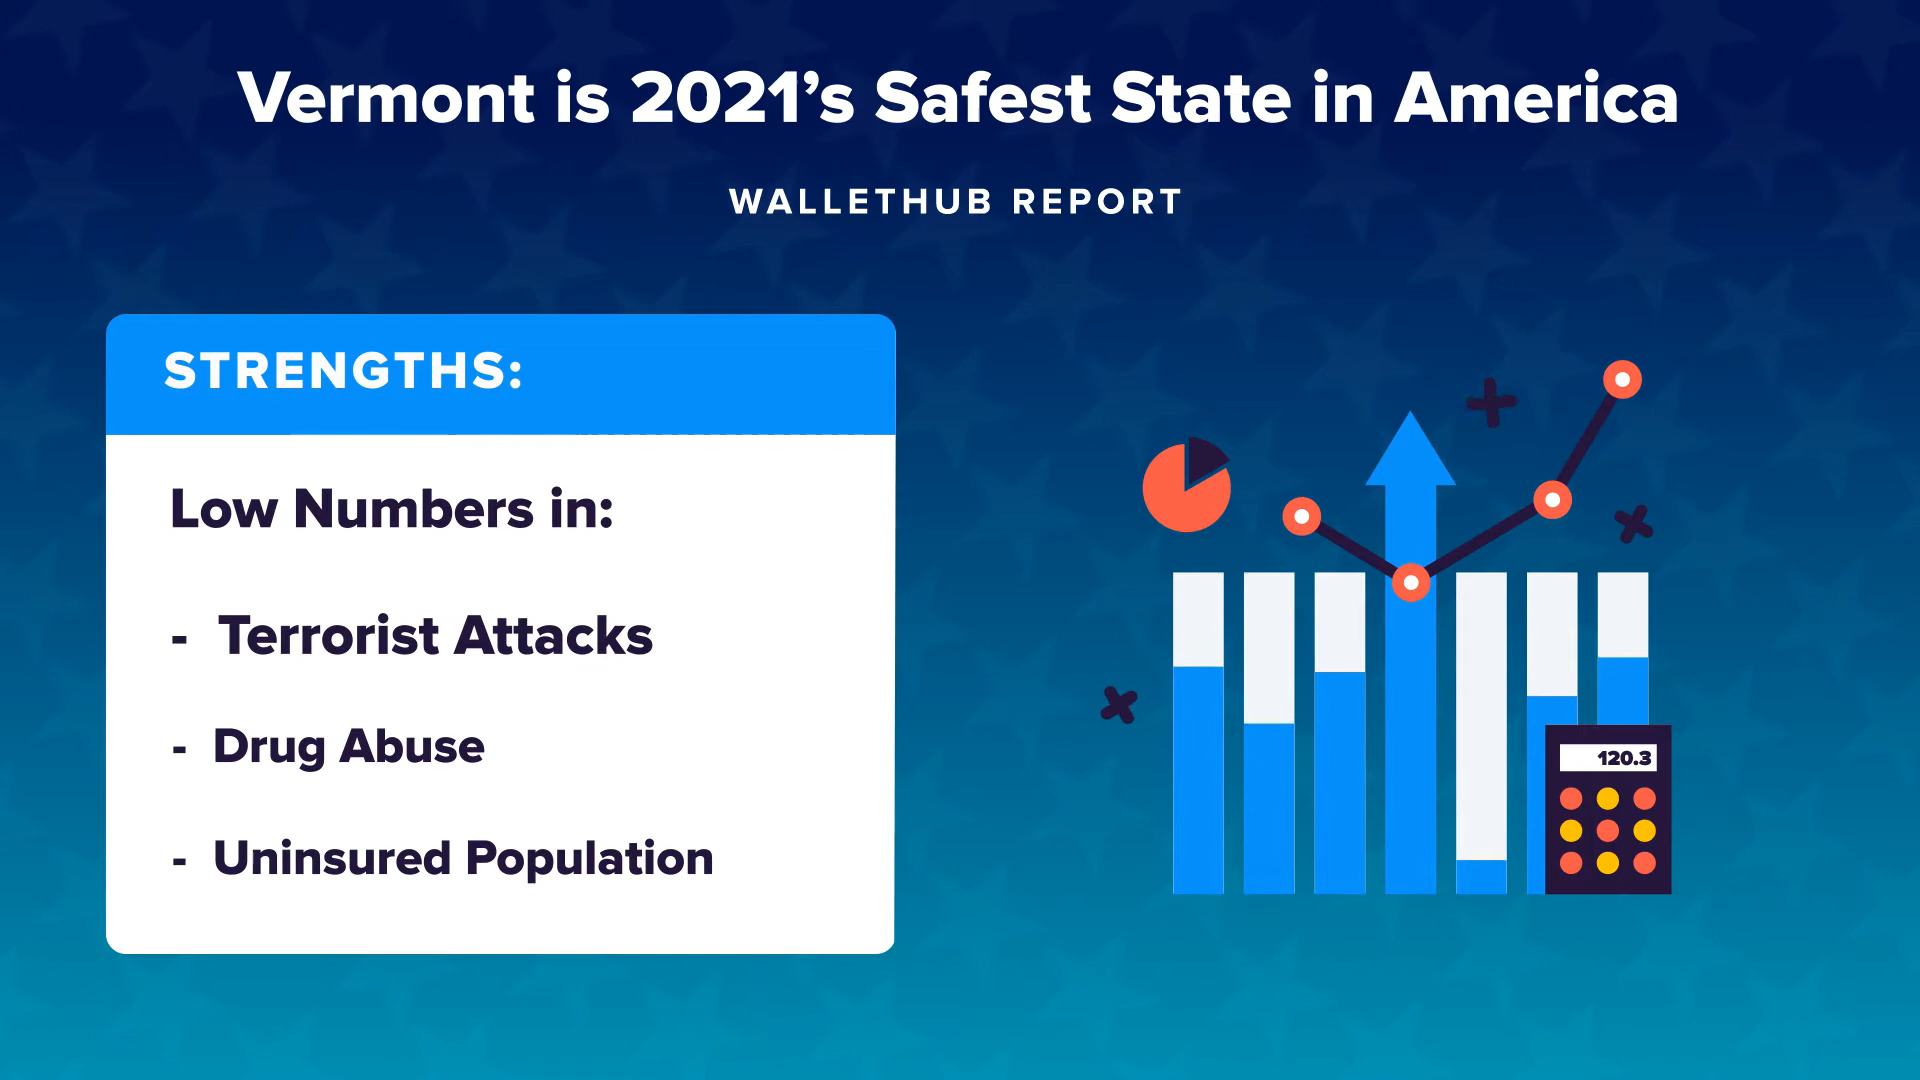 Vermont is 2021’s Safest State in America
WALLETHUB REPORT
STRENGTHS:
Low Numbers in:
- Terrorist Attacks
- Drug Abuse
- Uninsured Population
120.3